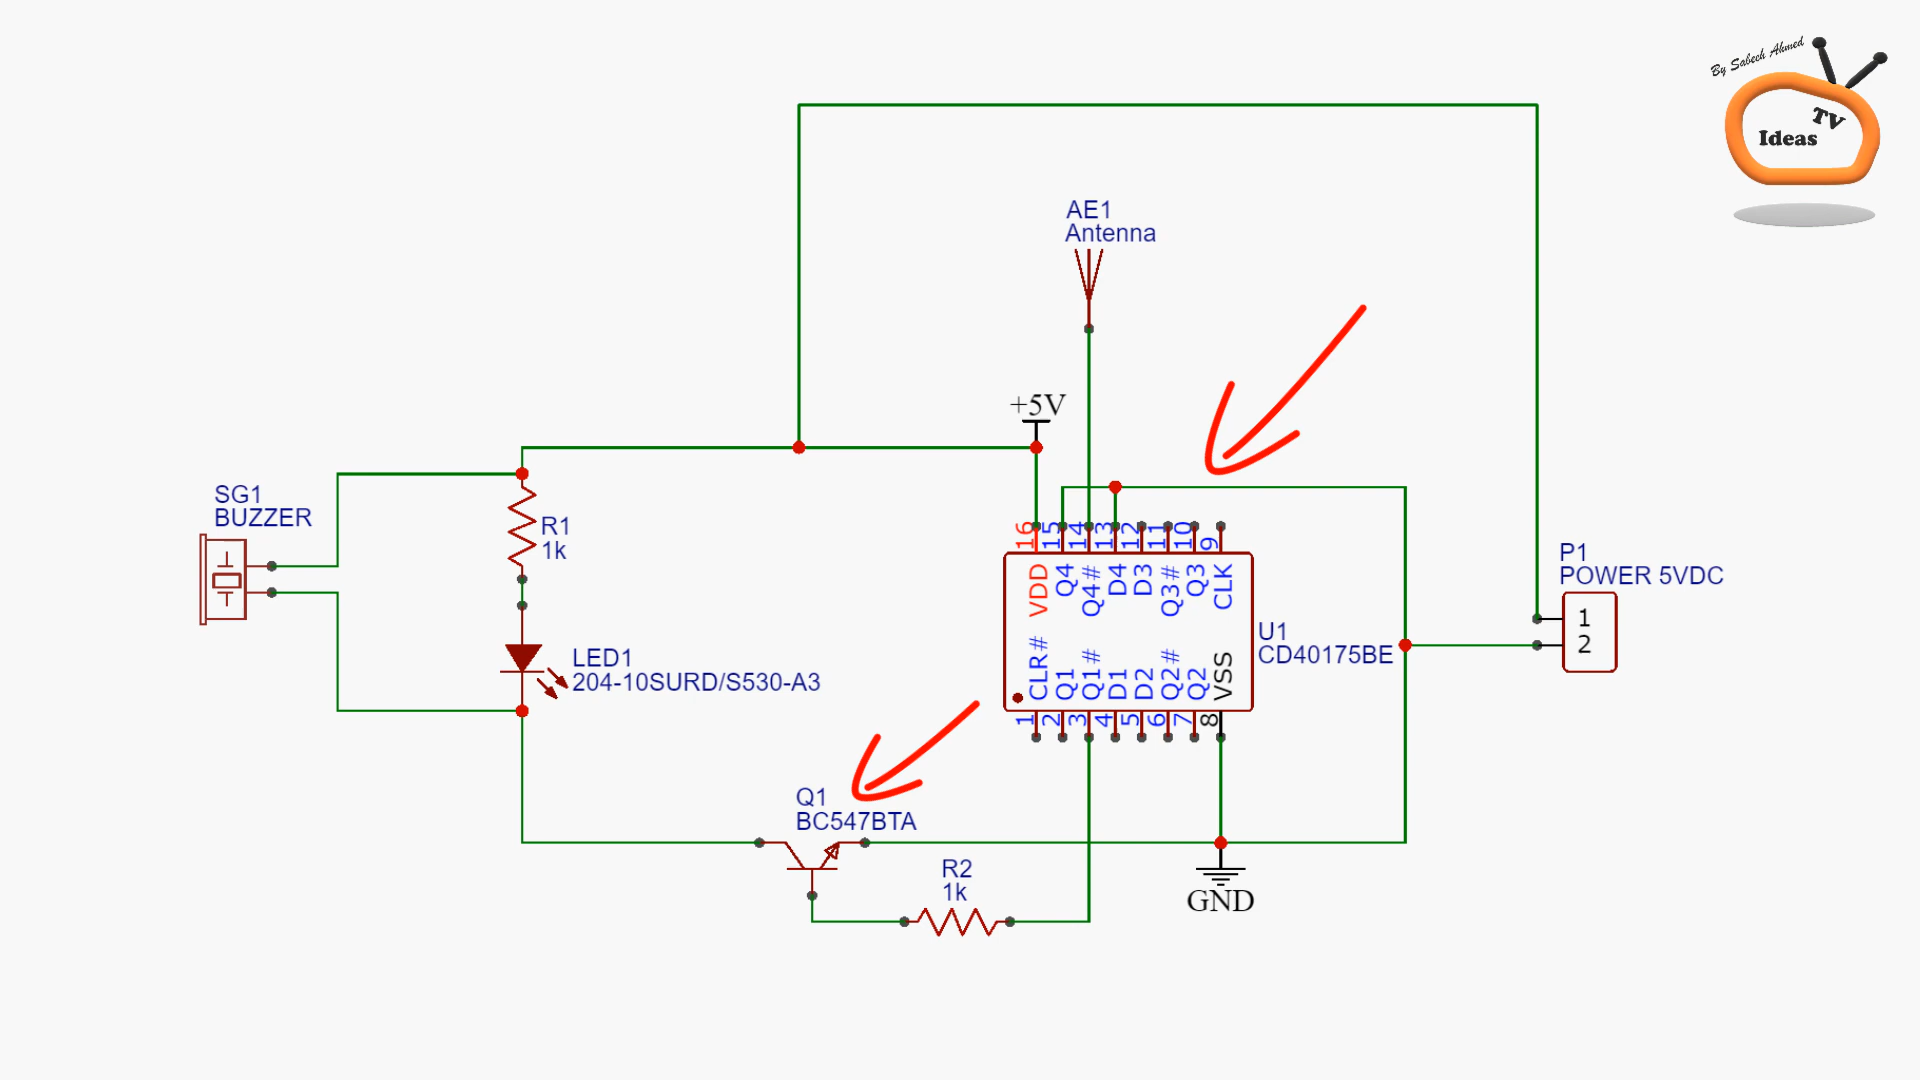 By Sabeeh Ahmed
TV
Ideas
AE1
Antenna
+5V
SG1
BUZZER
R1
1k
16 15 14 13 12 11 10 9
VDD Q4 Q4# D4 D3 Q3# Q3 CLK
P1
POWER 5VDC
1
2
U1
CD40175BE
CLR# Q1 Q1# D1 D2 Q2# Q2 VSS
1 2 3 4 5 6 7 8
LED1
204-10SURD/S530-A3
Q1
BC547BTA
R2
1k
GND